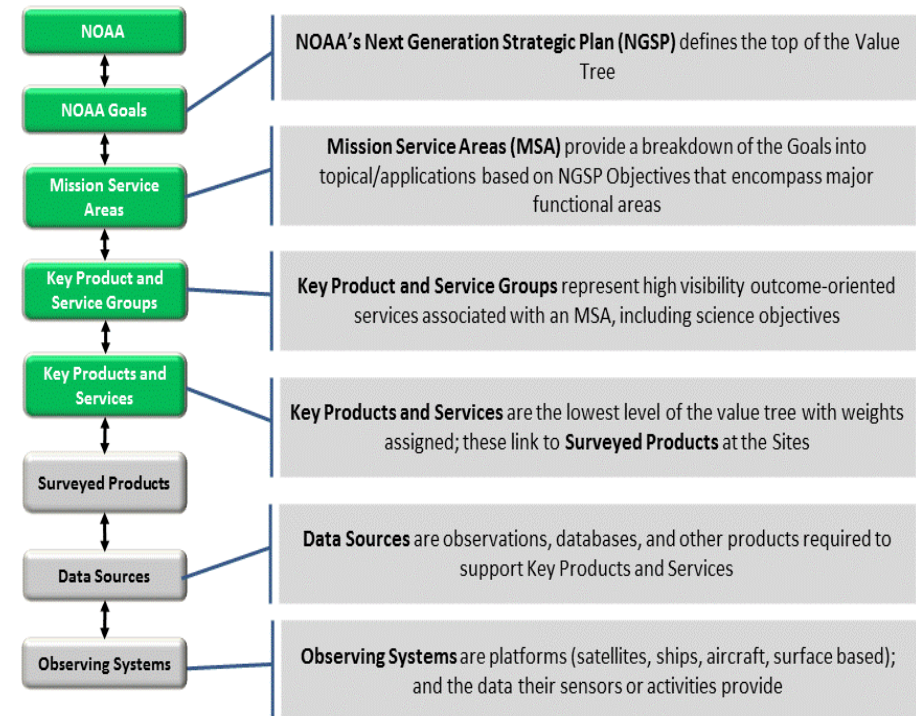 NOAA
NOAA's Next Generation Strategic Plan (NGSP) defines the top of the Value
Tree
NOAA Goals
Mission Service Areas (MSA) provide a breakdown of the Goals into
topical/applications based on NGSP Objectives that encompass major
functional areas
Mission Service
Areas
Key Product and
Service Groups
Key Product and Service Groups represent high visibility outcome-oriented
services associated with an MSA, including science objectives
Key Products and
Services
Key Products and Services are the lowest level of the value tree with weights
assigned; these link to Surveyed Products at the Sites
Surveyed Products
Data Sources are observations, databases, and other products required to
support Key Products and Services
Data Sources
Observing Systems
Observing Systems are platforms (satellites, ships, aircraft, surface based);
and the data their sensors or activities provide